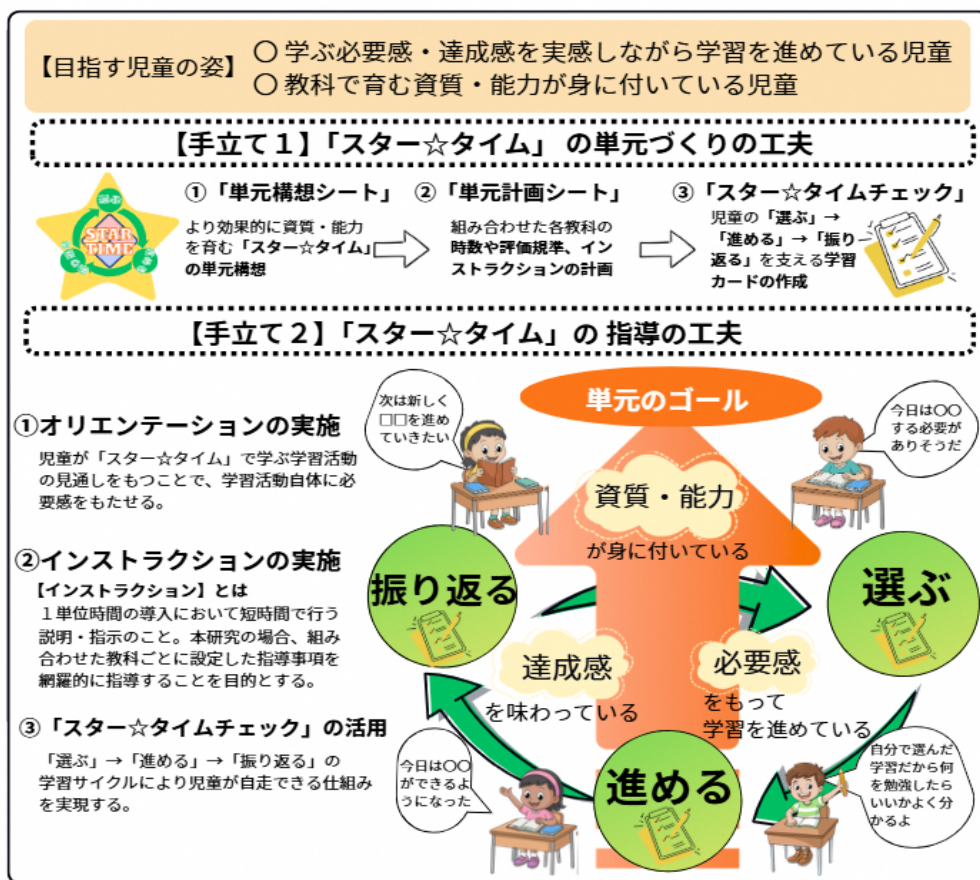 【目指す児童の姿】
〇 学ぶ必要感・達成感を実感しながら学習を進めている児童
〇 教科で育む資質・能力が身に付いている児童
【手立て１】「スター☆タイム」 の単元づくりの工夫
選ぶ
STAR
TIME
①「単元構想シート」
より効果的に資質・能力
を育む「スター☆タイム」
の単元構想
②「単元計画シート」
組み合わせた各教科の
時数や評価規準、イン
ストラクションの計画
③「スター☆タイムチェック」
児童の「選ぶ」→
「進める」→「振り
返る」を支える学習
カードの作成
【手立て２】「スター☆タイム」の 指導の工夫
①オリエンテーションの実施
児童が「スター☆タイム」で学ぶ学習活動
の見通しをもつことで、学習活動自体に必
要感をもたせる。
②インストラクションの実施
【インストラクション】とは
１単位時間の導入において短時間で行う
説明・指示のこと。本研究の場合、組み
合わせた教科ごとに設定した指導事項を
網羅的に指導することを目的とする。
③「スター☆タイムチェック」の活用
「選ぶ」→「進める」→「振り返る」の
学習サイクルにより児童が自走できる仕組み
を実現する。
次は新しく
□□を進め
ていきたい
単元のゴール
今日は〇〇
する必要が
ありそうだ
資質・能力
が身に付いている
振り返る
選ぶ
達成感
を味わっている
必要感
をもって
学習を進めている
進める
今日は〇〇
ができるよ
うになった
自分で選んだ
学習だから何
を勉強したら
いいかよく分
かるよ